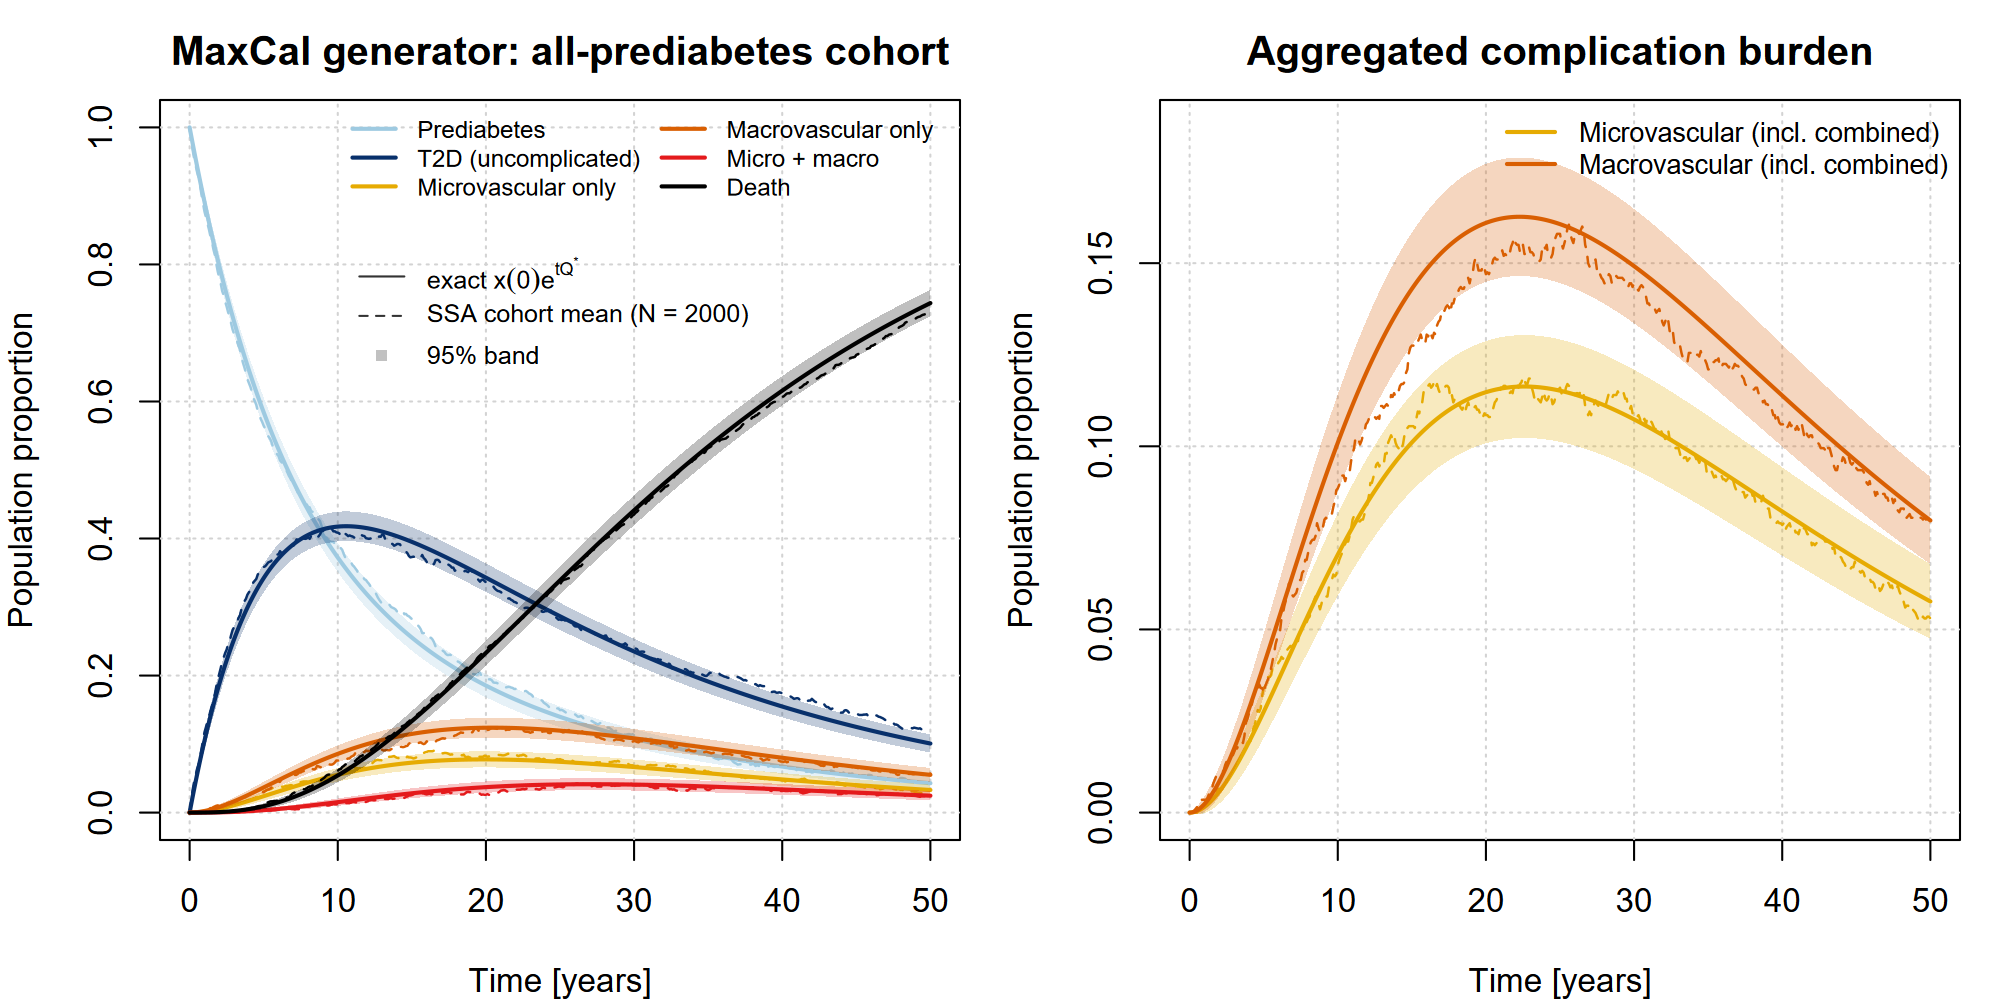 MaxCal generator: all-prediabetes cohort
Prediabetes
T2D (uncomplicated)
Microvascular only
Macrovascular only
Micro + macro
Death
exact x(0)e^tQ*
SSA cohort mean (N = 2000)
95% band
Population proportion
1.0
0.8
0.6
0.4
0.2
0.0
0 10 20 30 40 50
Time [years]
Aggregated complication burden
Microvascular (incl. combined)
Macrovascular (incl. combined)
Population proportion
0.15
0.10
0.05
0.00
0 10 20 30 40 50
Time [years]